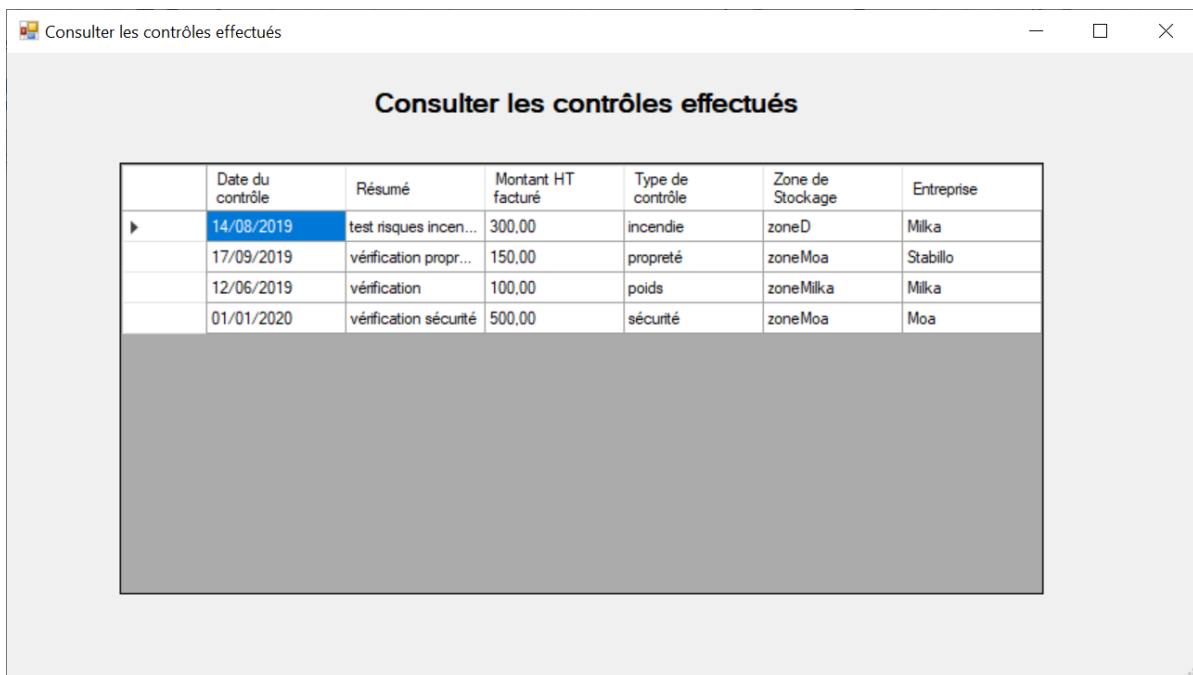 Consulter les contrôles effectués
Consulter les contrôles effectués
Date du contrôle Résumé Montant HT facturé Type de contrôle Zone de Stockage Entreprise
14/08/2019 test risques incen... 300,00 incendie zoneD Milka
17/09/2019 vérification propr... 150,00 propreté zoneMoa Stabillo
12/06/2019 vérification 100,00 poids zoneMilka Milka
01/01/2020 vérification sécurité 500,00 sécurité zoneMoa Moa